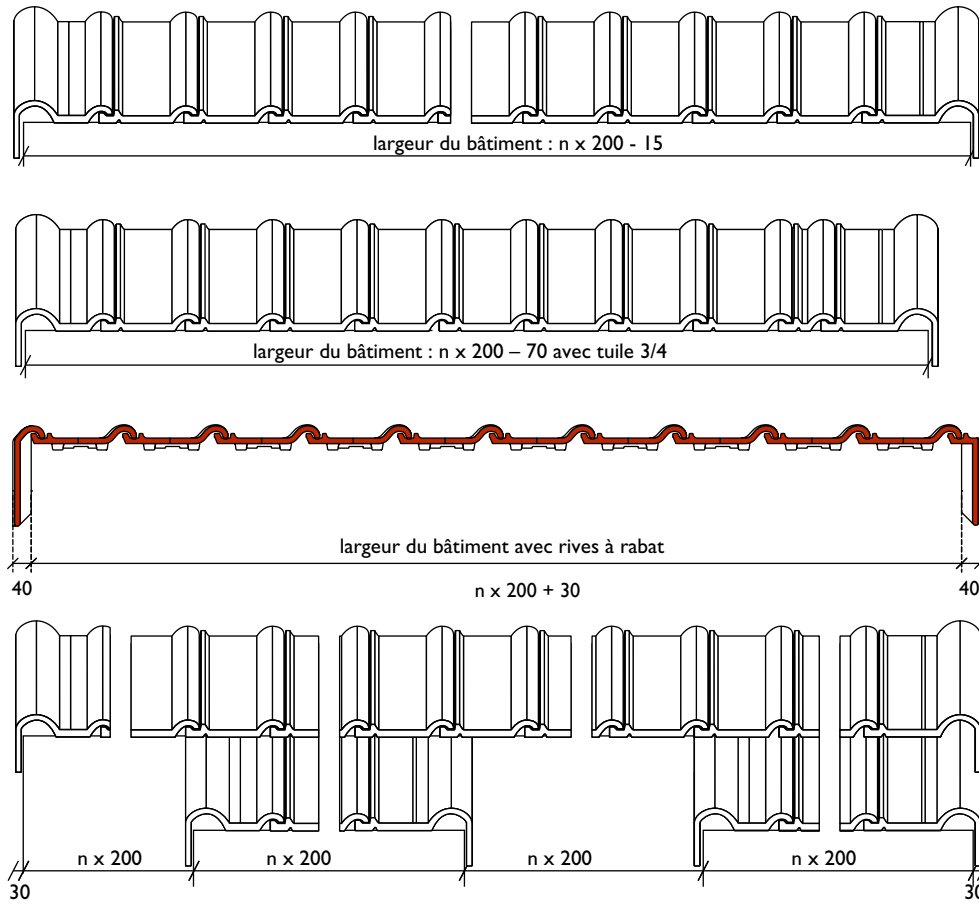 largeur du bâtiment : n x 200 - 15
largeur du bâtiment : n x 200 – 70 avec tuile 3/4
largeur du bâtiment avec rives à rabat
40 n x 200 + 30 40
n x 200 n x 200 n x 200 n x 200
30 30